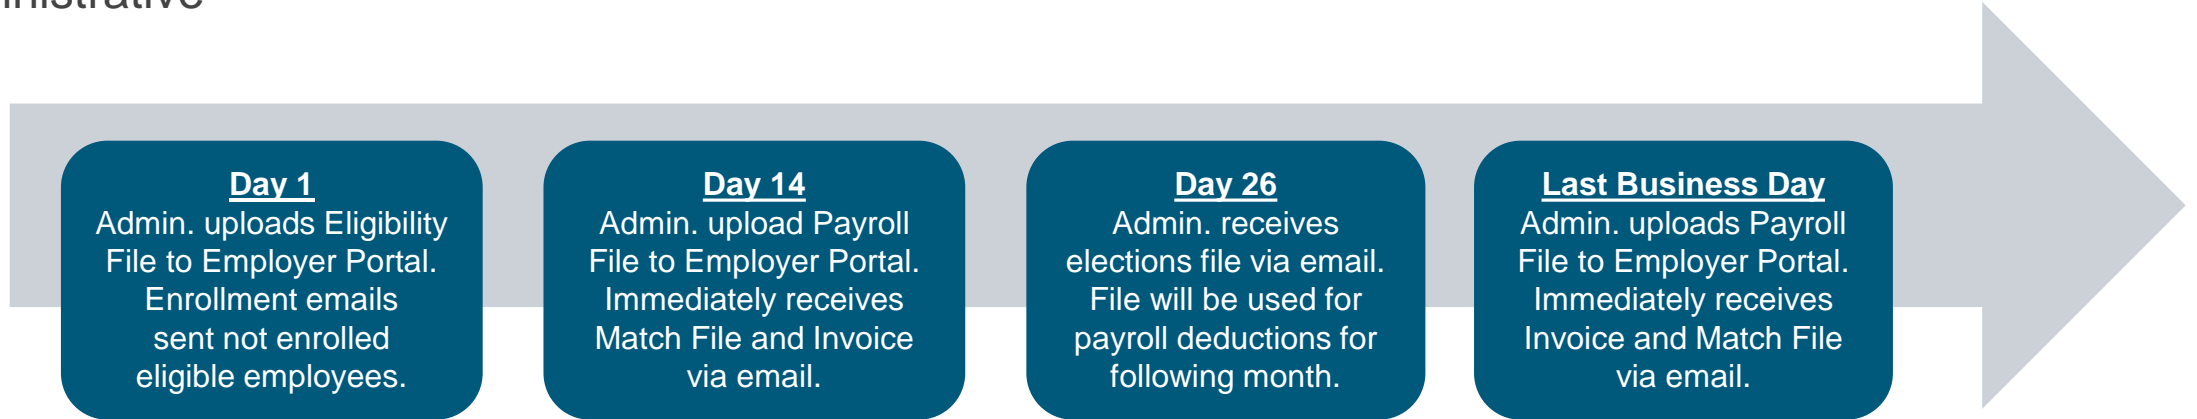 Day 1
Admin. uploads Eligibility
File to Employer Portal.
Enrollment emails
sent not enrolled
eligible employees.
Day 14
Admin. upload Payroll
File to Employer Portal.
Immediately receives
Match File and Invoice
via email.
Day 26
Admin. receives
elections file via email.
File will be used for
payroll deductions for
following month.
Last Business Day
Admin. uploads Payroll
File to Employer Portal.
Immediately receives
Invoice and Match File
via email.